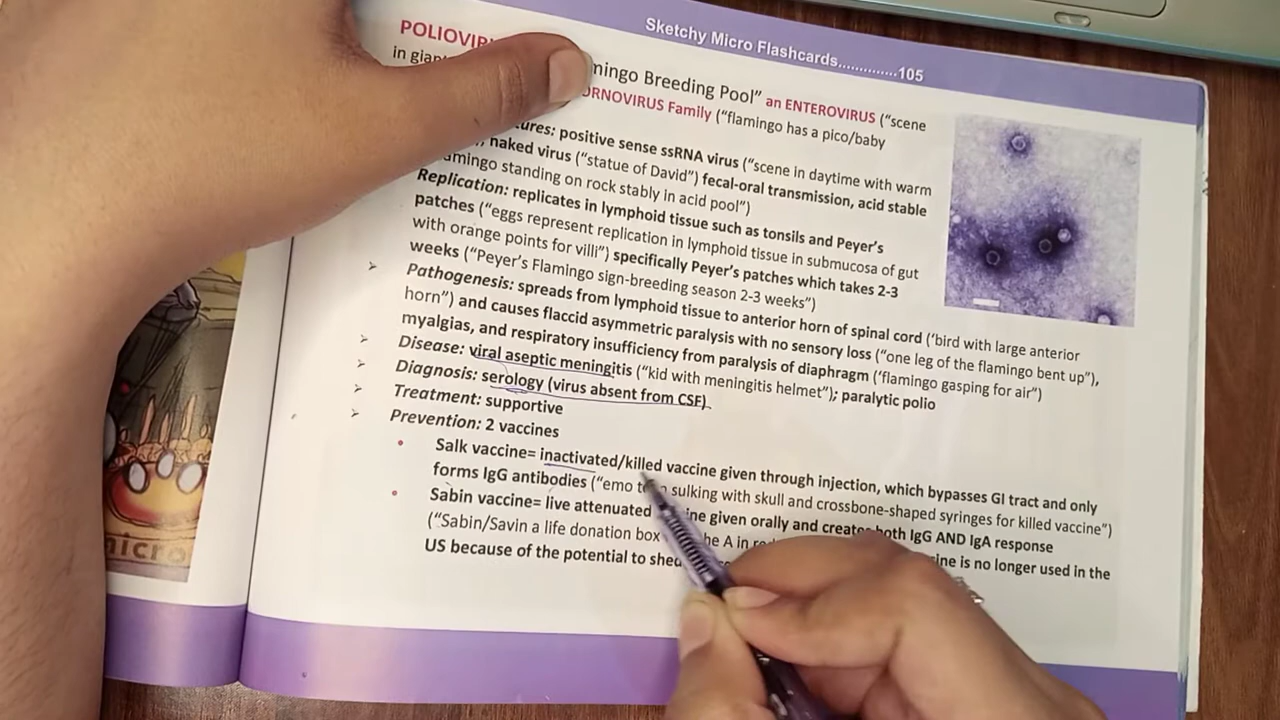 Sketchy Micro Flashcards..............105
POLIOVI
mingo Breeding Pool” an ENTEROVIRUS (“scene
in gian ORNOVIRUS Family (“flamingo has a pico/baby
ures: positive sense ssRNA virus (“scene in daytime with warm
naked virus (“statue of David”) fecal-oral transmission, acid stable
amingo standing on rock stably in acid pool”)
Replication: replicates in lymphoid tissue such as tonsils and Peyer’s
patches (“eggs represent replication in lymphoid tissue in submucosa of gut
with orange points for villi”) specifically Peyer’s patches which takes 2-3
weeks (“Peyer’s Flamingo sign-breeding season 2-3 weeks”)
➢ Pathogenesis: spreads from lymphoid tissue to anterior horn of spinal cord (‘bird with large anterior
horn”) and causes flaccid asymmetric paralysis with no sensory loss (“one leg of the flamingo bent up”),
myalgias, and respiratory insufficiency from paralysis of diaphragm (‘flamingo gasping for air”)
➢ Disease: viral aseptic meningitis (“kid with meningitis helmet”); paralytic polio
➢ Diagnosis: serology (virus absent from CSF)
➢ Treatment: supportive
➢ Prevention: 2 vaccines
• Salk vaccine= inactivated/killed vaccine given through injection, which bypasses GI tract and only
forms IgG antibodies (“emo sulking with skull and crossbone-shaped syringes for killed vaccine”)
• Sabin vaccine= live attenuated ine given orally and creates both IgG AND IgA response
(“Sabin/Savin a life donation box he A in ine is no longer used in the
US because of the potential to shed
micro